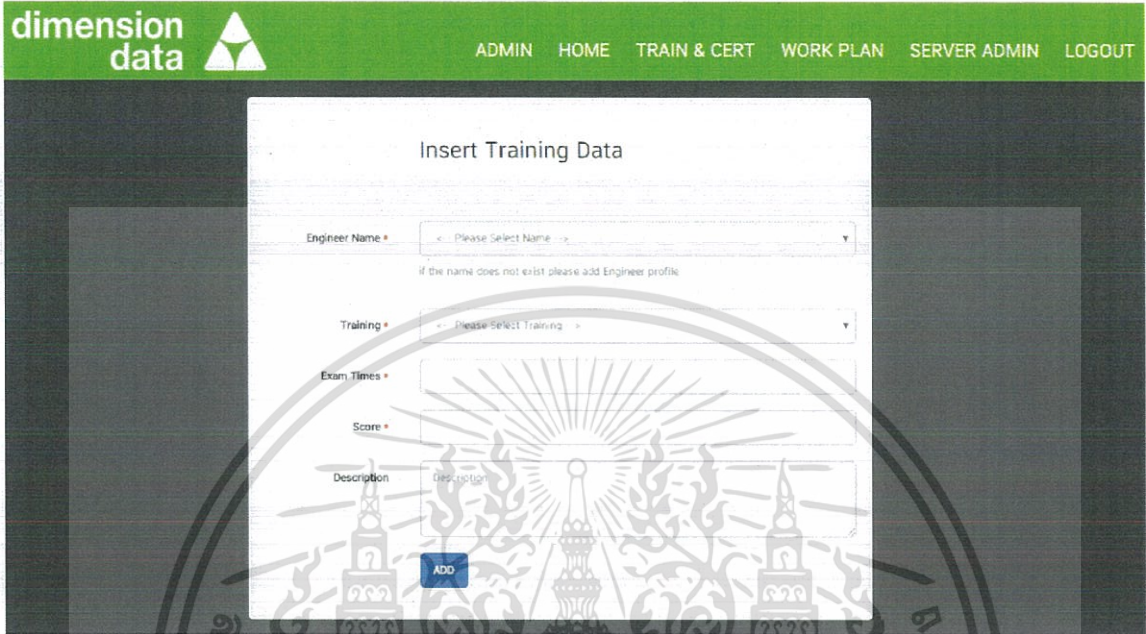 dimension
data
ADMIN HOME TRAIN & CERT WORK PLAN SERVER ADMIN LOGOUT
Insert Training Data
Engineer Name * <-- Please Select Name -->
if the name does not exist please add Engineer profile
Training * <-- Please Select Training -->
Exam Times *
Score *
Description Description
ADD